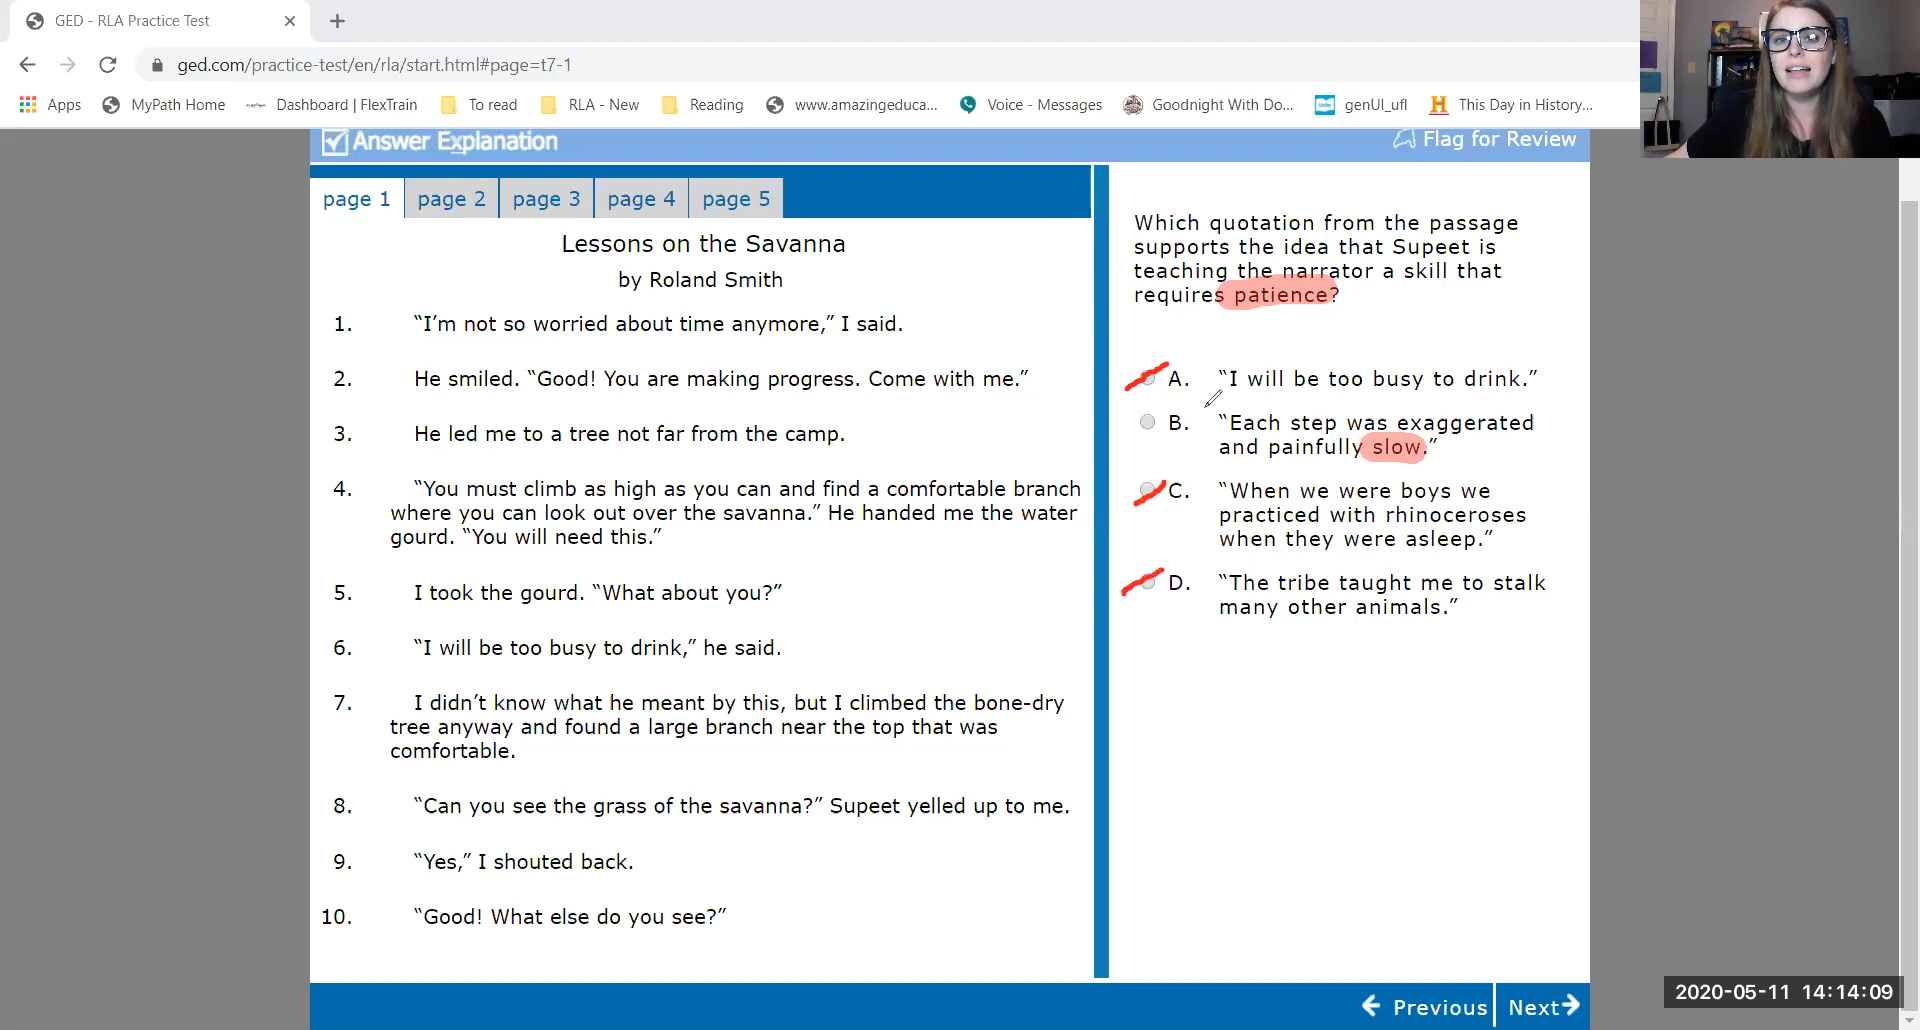 GED - RLA Practice Test
ged.com/practice-test/en/rla/start.html#page=t7-1
Apps MyPath Home Dashboard | FlexTrain To read RLA - New Reading www.amazingeduca... Voice - Messages Goodnight With Do... genUI_ufl This Day in History...
Answer Explanation
Flag for Review
page 1 page 2 page 3 page 4 page 5
Lessons on the Savanna
by Roland Smith
1. “I’m not so worried about time anymore,” I said.
2. He smiled. “Good! You are making progress. Come with me.”
3. He led me to a tree not far from the camp.
4. “You must climb as high as you can and find a comfortable branch
where you can look out over the savanna.” He handed me the water
gourd. “You will need this.”
5. I took the gourd. “What about you?”
6. “I will be too busy to drink,” he said.
7. I didn’t know what he meant by this, but I climbed the bone-dry
tree anyway and found a large branch near the top that was
comfortable.
8. “Can you see the grass of the savanna?” Supeet yelled up to me.
9. “Yes,” I shouted back.
10. “Good! What else do you see?”
Which quotation from the passage
supports the idea that Supeet is
teaching the narrator a skill that
requires patience?
A. “I will be too busy to drink.”
B. “Each step was exaggerated
and painfully slow.”
C. “When we were boys we
practiced with rhinoceroses
when they were asleep.”
D. “The tribe taught me to stalk
many other animals.”
Previous Next
2020-05-11 14:14:09